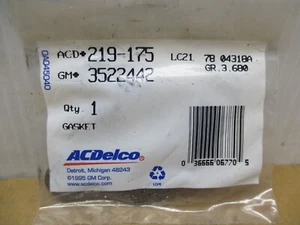 ACD* 219-175
LC21 7B 04318A
GM* 3522442
GR.3.680
Qty. 1
GASKET
ACDelco
Detroit, Michigan 48243
©1995 GM Corp.
www.acdelco.com
0 36666 06770 5